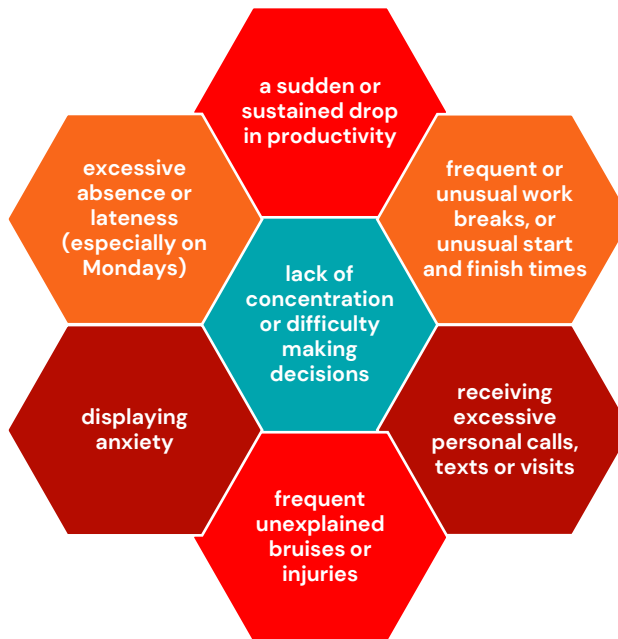 a sudden or
sustained drop
in productivity
excessive
absence or
lateness
(especially on
Mondays)
frequent or
unusual work
breaks, or
unusual start
and finish times
lack of
concentration
or difficulty
making
decisions
displaying
anxiety
receiving
excessive
personal calls,
texts or visits
frequent
unexplained
bruises or
injuries